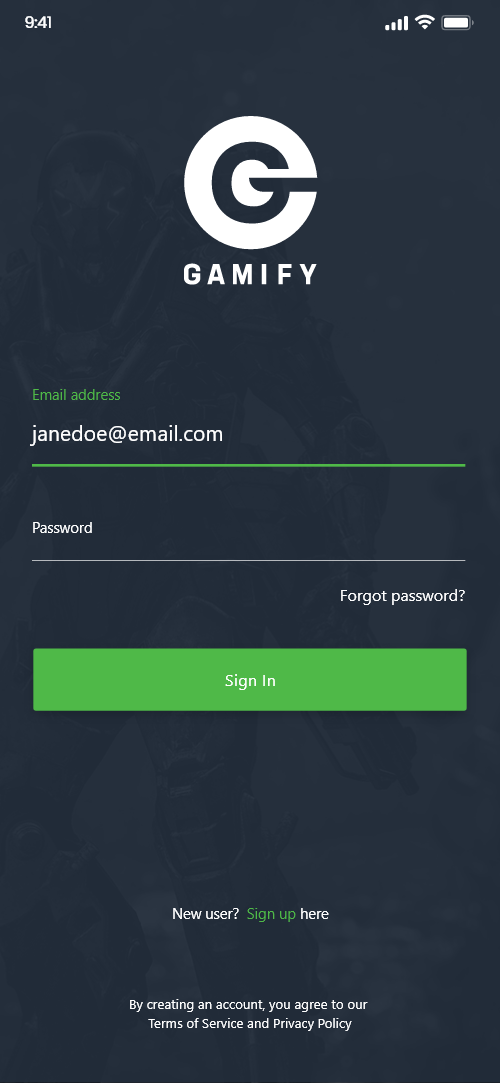 9:41
GAMIFY
Email address
janedoe@email.com
Password
Forgot password?
Sign In
New user? Sign up here
By creating an account, you agree to our
Terms of Service and Privacy Policy